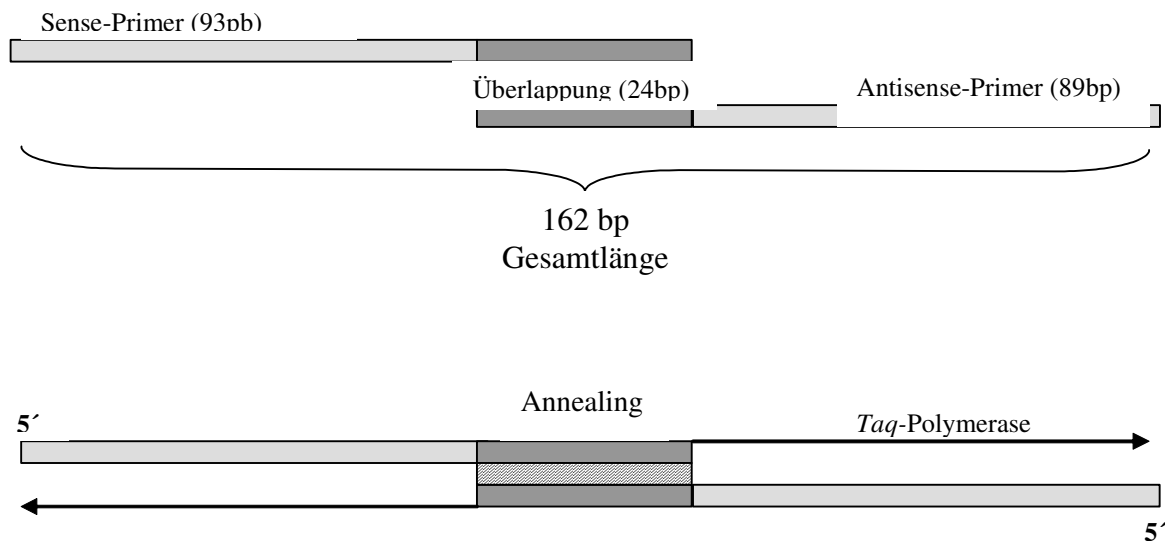 Sense-Primer (93pb)
Überlappung (24bp)
Antisense-Primer (89bp)
162 bp
Gesamtlänge
Annealing
5´
Taq-Polymerase
5´